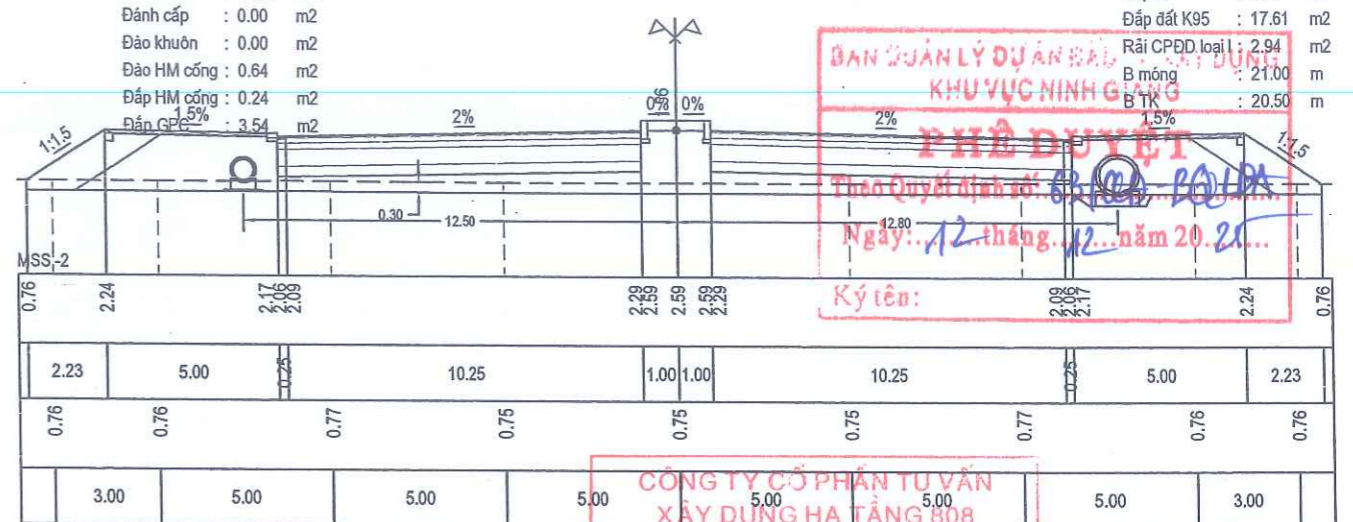 Đánh cấp : 0.00 m2
Đào khuôn : 0.00 m2
Đào HM cống : 0.64 m2
Đắp HM cống : 0.24 m2
Đắp GPC : 3.54 m2
Đắp đất K95 : 17.61 m2
Rải CPĐD loại I : 2.94 m2
B móng : 21.00 m
B TK : 20.50 m
BAN QUẢN LÝ DỰ ÁN ĐẦU TƯ XÂY DỰNG
KHU VỰC NINH GIANG
PHÊ DUYỆT
Theo Quyết định số:
Ngày: 12 tháng 12 năm 20 25
Ký tên:
1:1.5 1.5% 2% 0% 0% 2% 1.5% 1:1.5
0.30 12.50 12.80
MSS:-2
0.76 2.24 2.17 2.06 2.09 2.29 2.59 2.59 2.59 2.29 2.09 2.06 2.17 2.24 0.76
2.23 5.00 0.25 10.25 1.00 1.00 10.25 0.25 5.00 2.23
0.76 0.76 0.77 0.75 0.75 0.75 0.77 0.76 0.76
3.00 5.00 5.00 5.00 5.00 5.00 5.00 3.00
CÔNG TY CỔ PHẦN TƯ VẤN
XÂY DỰNG HẠ TẦNG 808